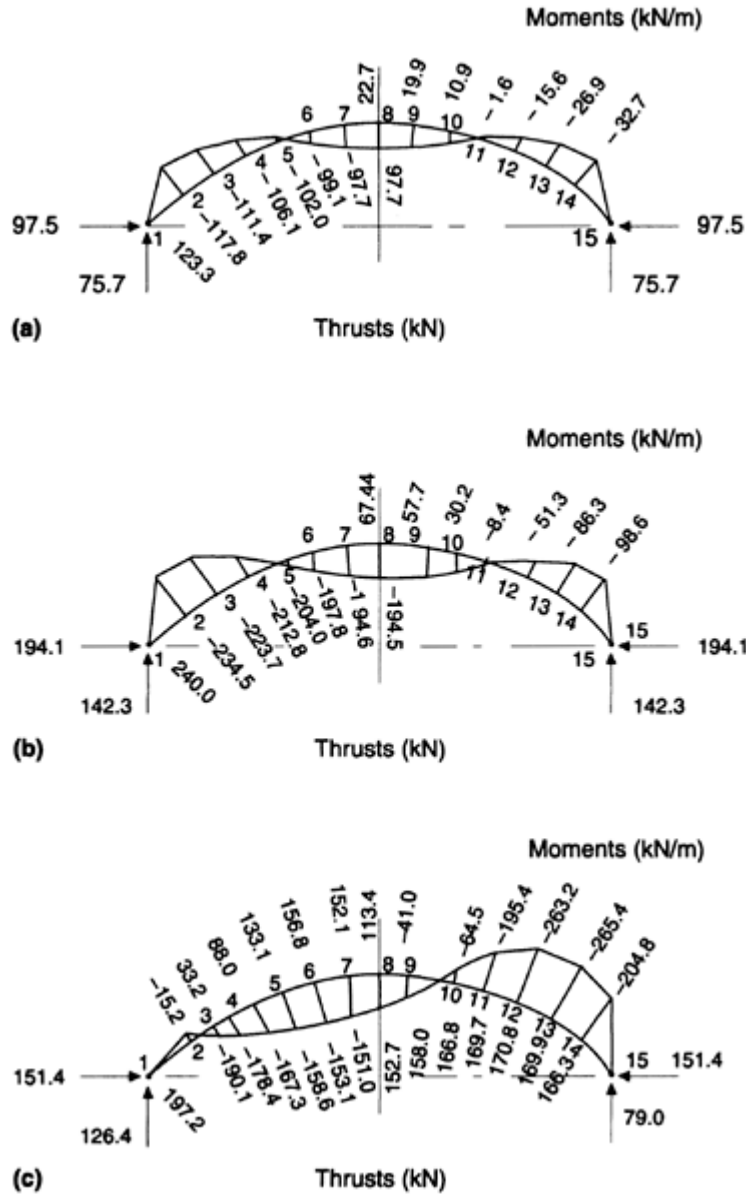 Moments (kN/m)
22.7 19.9 10.9 -1.6 -15.6 -26.9 -32.7
1 2 3 4 5 6 7 8 9 10 11 12 13 14 15
123.3 -117.8 -111.4 -106.1 -102.0 -99.1 -97.7 97.7
97.5 97.5
75.7 75.7
(a) Thrusts (kN)
Moments (kN/m)
67.44 57.7 30.2 -8.4 -51.3 -86.3 -98.6
1 2 3 4 5 6 7 8 9 10 11 12 13 14 15 15
240.0 -234.5 -223.7 -212.8 -204.0 -197.8 -1 94.6 -194.5
194.1 194.1
142.3 142.3
(b) Thrusts (kN)
Moments (kN/m)
-15.2 33.2 88.0 133.1 156.8 152.1 113.4 -41.0 -64.5 -195.4 -263.2 -265.4 -204.8
1 2 3 4 5 6 7 8 9 10 11 12 13 14 15
197.2 -190.1 -178.4 -167.3 -158.6 -153.1 -151.0 152.7 158.0 166.8 169.7 170.8 169.9 166.3
151.4 151.4
126.4 79.0
(c) Thrusts (kN)